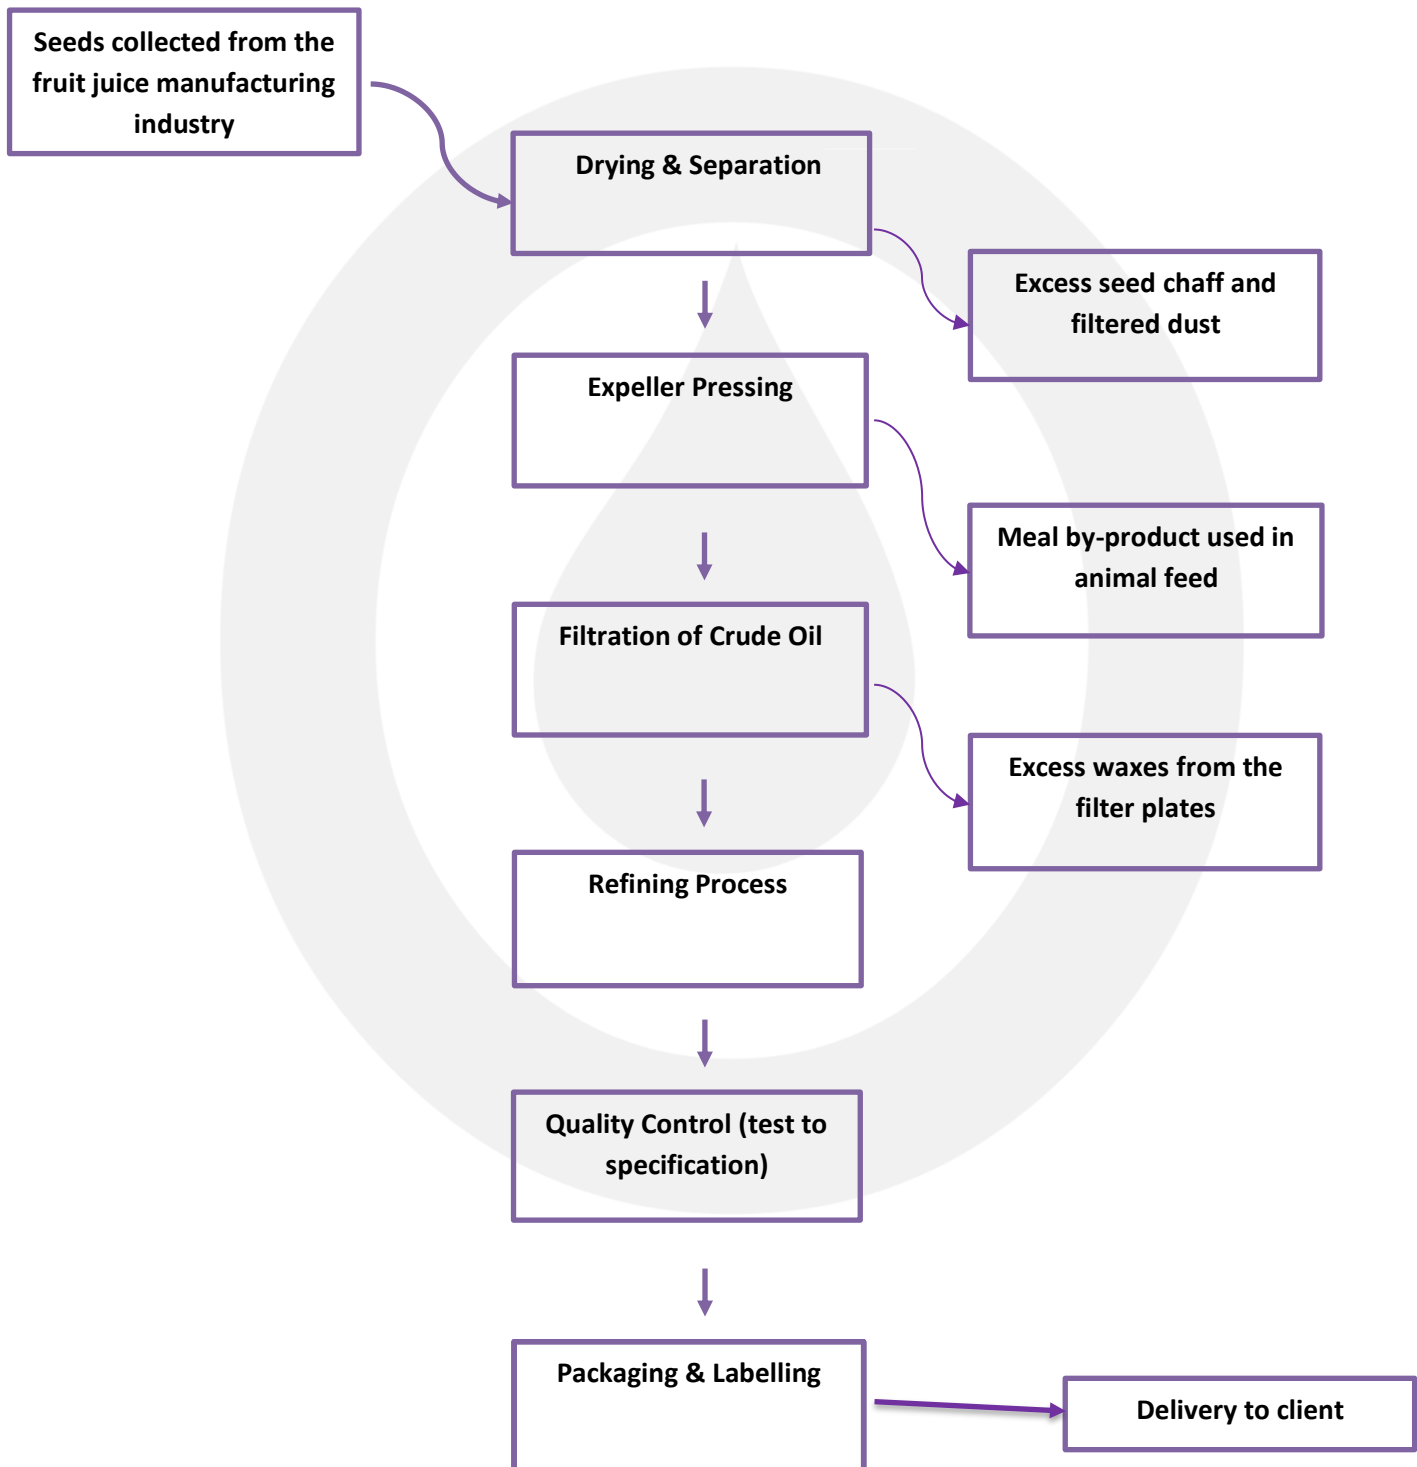 Seeds collected from the
fruit juice manufacturing
industry
Drying & Separation
Excess seed chaff and
filtered dust
Expeller Pressing
Meal by-product used in
animal feed
Filtration of Crude Oil
Excess waxes from the
filter plates
Refining Process
Quality Control (test to
specification)
Packaging & Labelling
Delivery to client